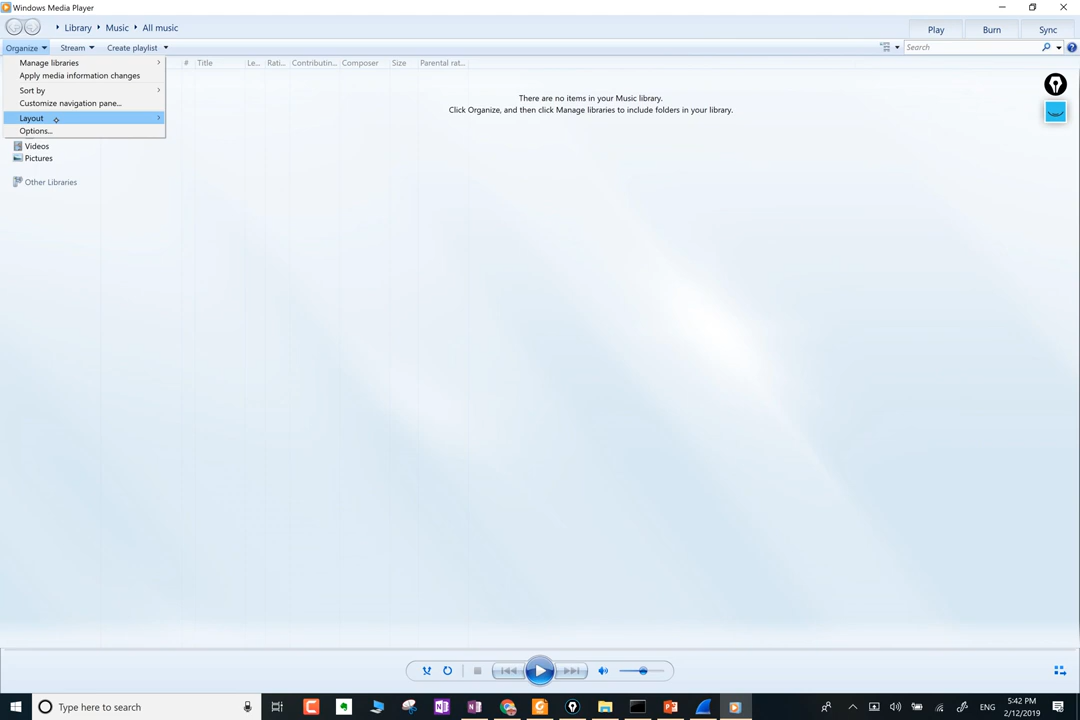 Windows Media Player
Library Music All music
Play Burn Sync
Organize Stream Create playlist
Search
Manage libraries
Apply media information changes
Sort by
Customize navigation pane...
Layout
Options...
# Title Le... Rati... Contributin... Composer Size Parental rat...
There are no items in your Music library.
Click Organize, and then click Manage libraries to include folders in your library.
Videos
Pictures
Other Libraries
Type here to search
ENG
5:42 PM
2/12/2019